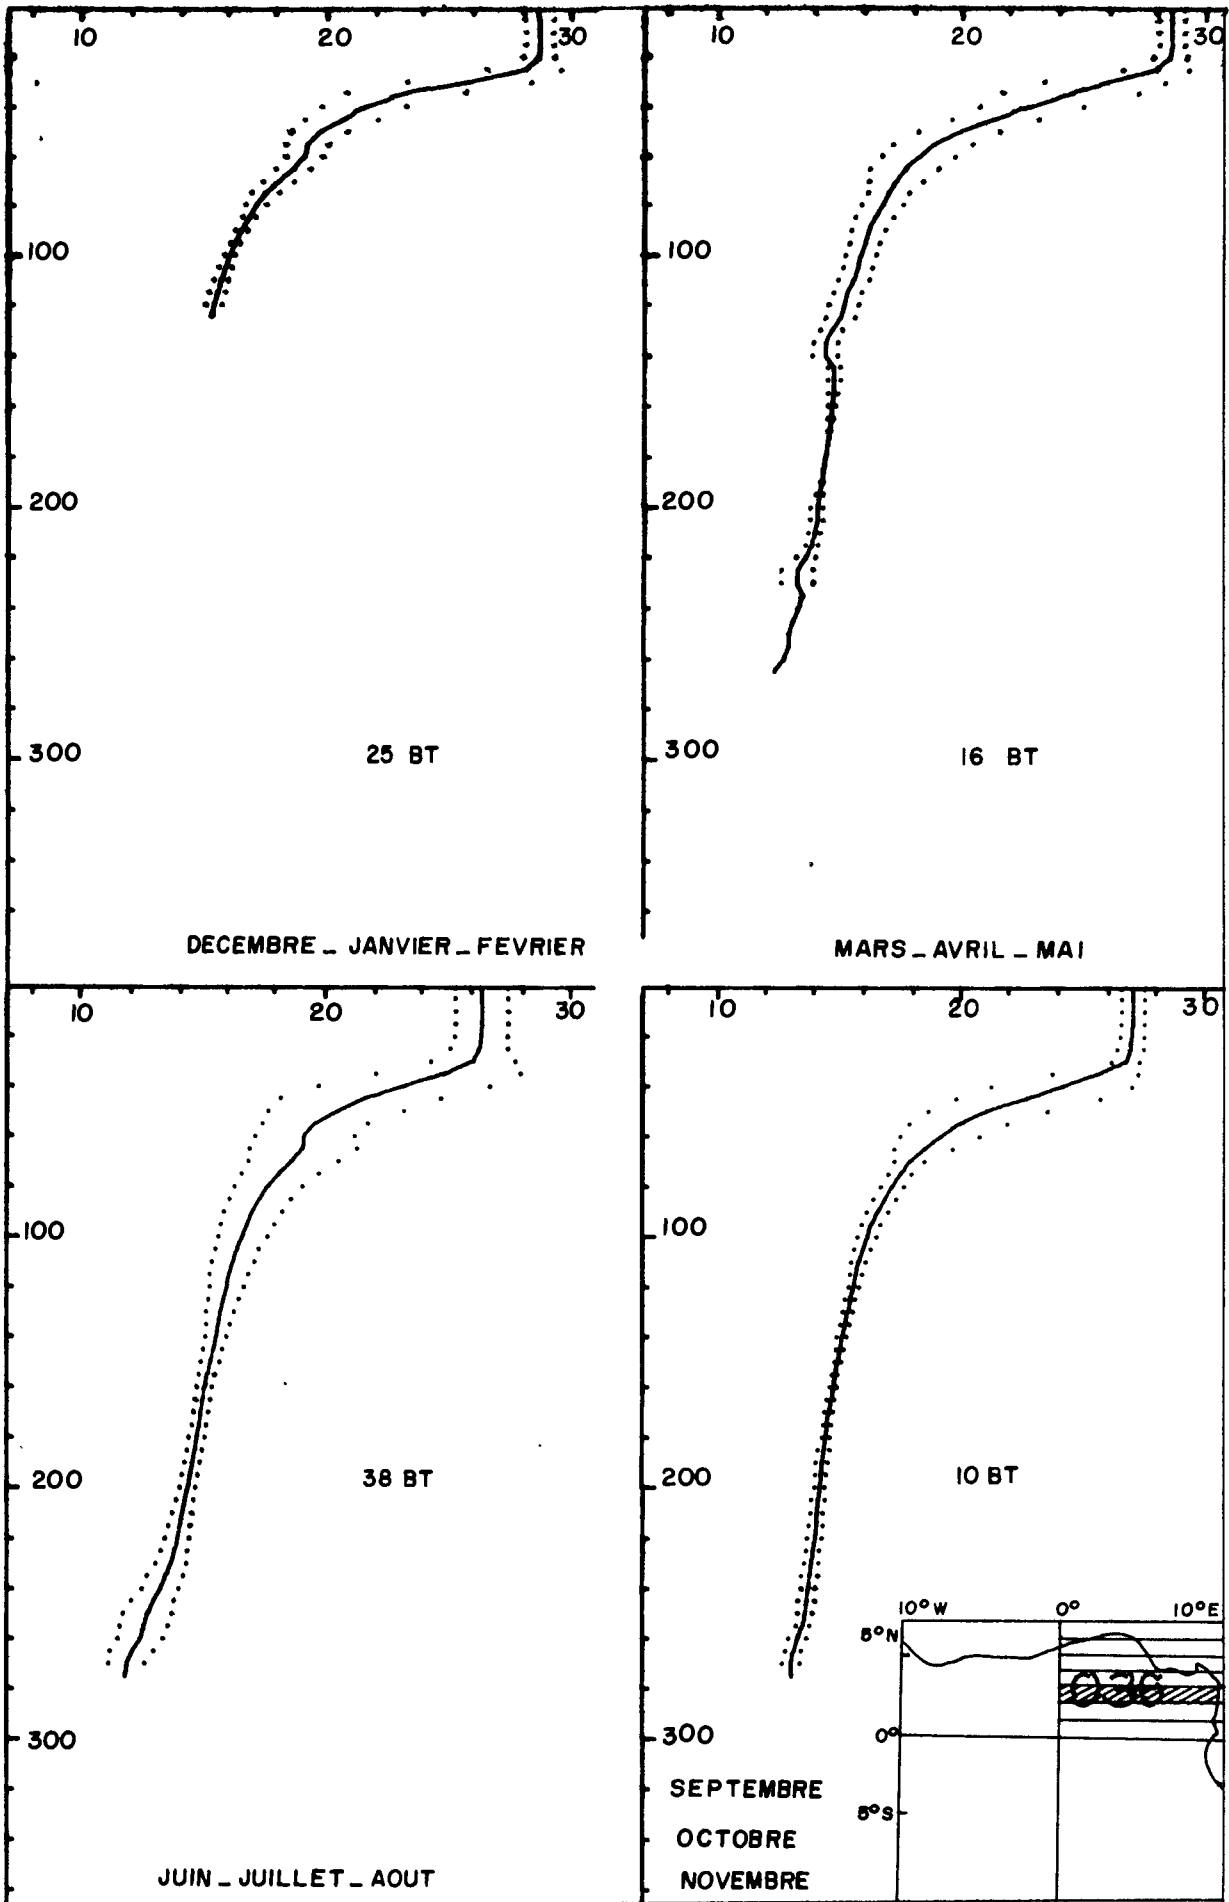 10 20 30
100
200
300
25 BT
DECEMBRE _ JANVIER _ FEVRIER
10 20 30
100
200
300
16 BT
MARS _ AVRIL _ MAI
10 20 30
100
200
300
38 BT
JUIN _ JUILLET _ AOUT
10 20 30
100
200
300
10 BT
SEPTEMBRE
OCTOBRE
NOVEMBRE
10°W 0° 10°E
5°N
036
0°
5°S